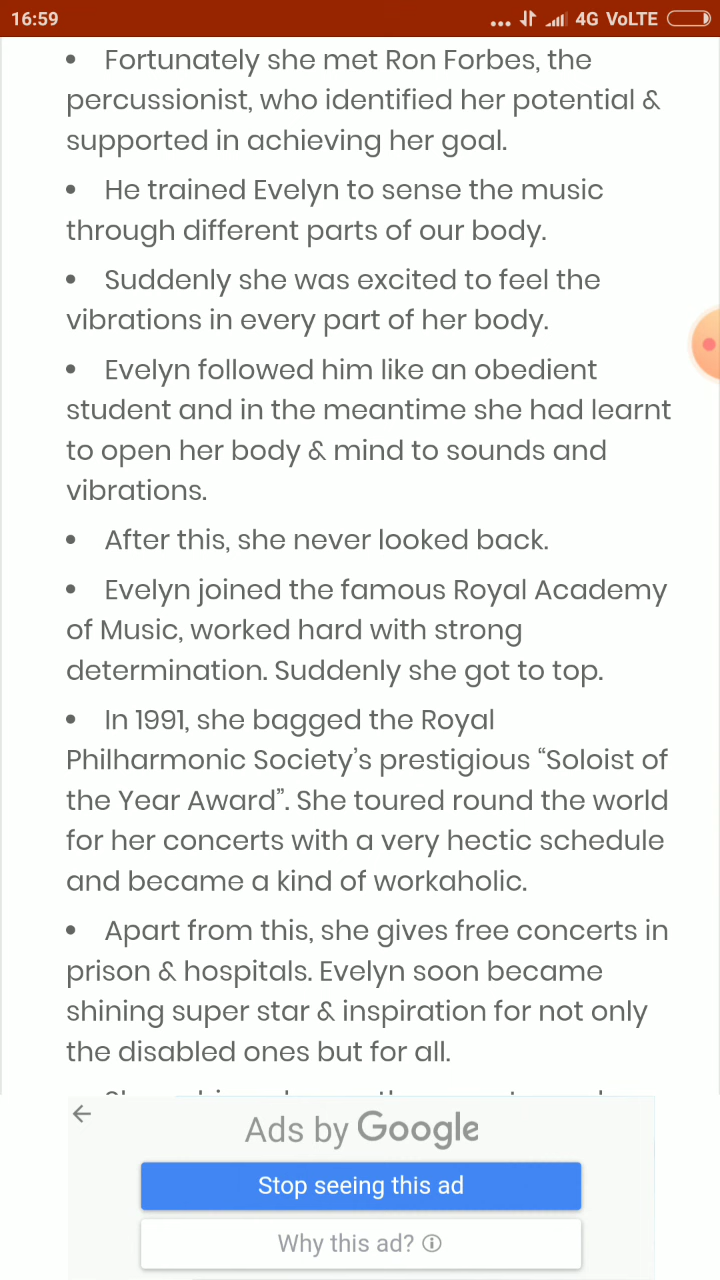 16:59 ... 4G VoLTE
• Fortunately she met Ron Forbes, the
percussionist, who identified her potential &
supported in achieving her goal.
• He trained Evelyn to sense the music
through different parts of our body.
• Suddenly she was excited to feel the
vibrations in every part of her body.
• Evelyn followed him like an obedient
student and in the meantime she had learnt
to open her body & mind to sounds and
vibrations.
• After this, she never looked back.
• Evelyn joined the famous Royal Academy
of Music, worked hard with strong
determination. Suddenly she got to top.
• In 1991, she bagged the Royal
Philharmonic Society’s prestigious “Soloist of
the Year Award”. She toured round the world
for her concerts with a very hectic schedule
and became a kind of workaholic.
• Apart from this, she gives free concerts in
prison & hospitals. Evelyn soon became
shining super star & inspiration for not only
the disabled ones but for all.
Ads by Google
Stop seeing this ad
Why this ad?